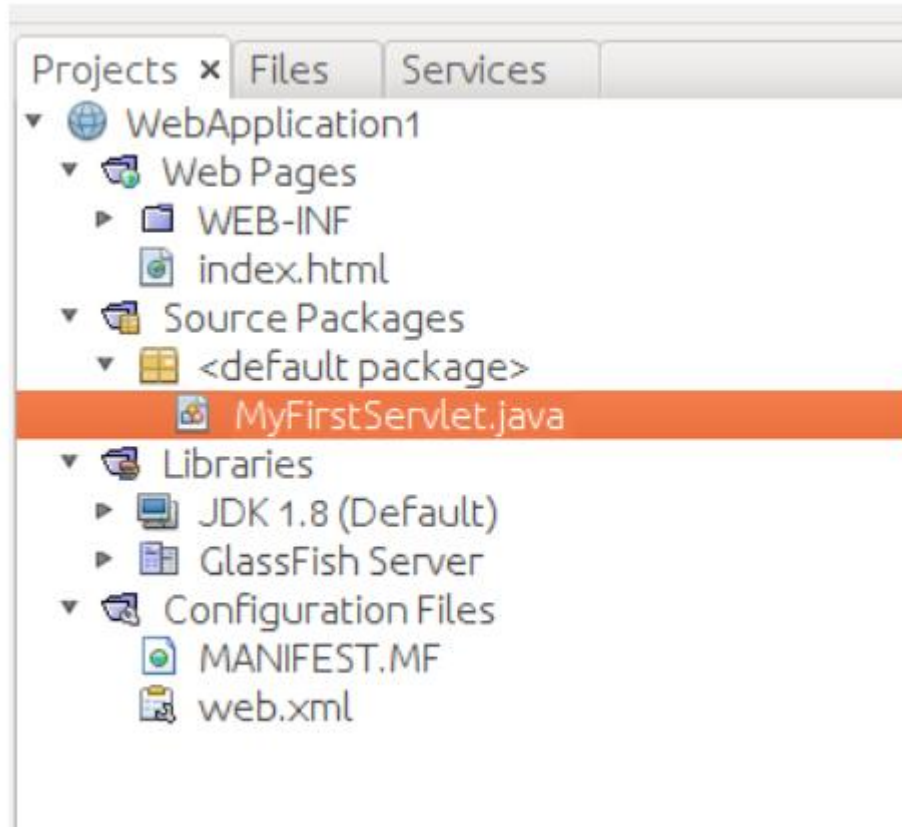 Projects × Files Services
WebApplication1
Web Pages
WEB-INF
index.html
Source Packages
<default package>
MyFirstServlet.java
Libraries
JDK 1.8 (Default)
GlassFish Server
Configuration Files
MANIFEST.MF
web.xml